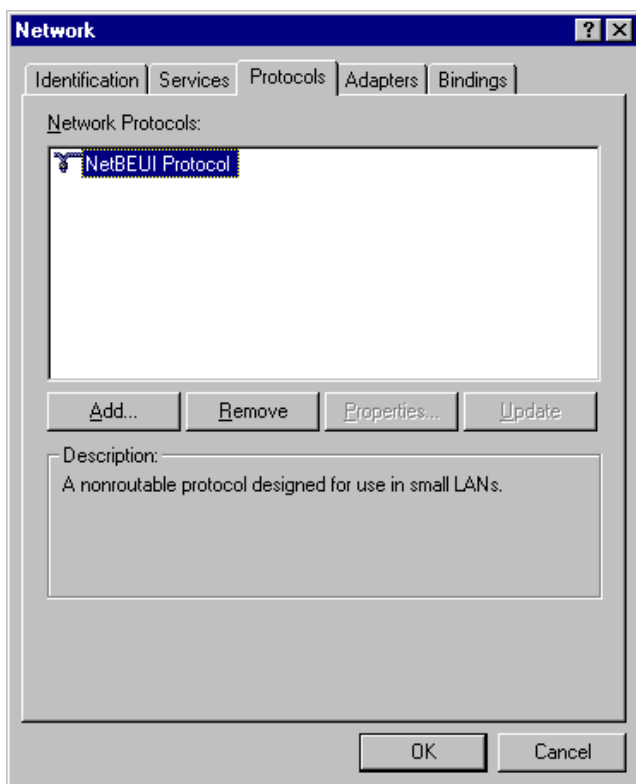 Network
Identification Services Protocols Adapters Bindings
Network Protocols:
NetBEUI Protocol
Add... Remove Properties... Update
Description:
A nonroutable protocol designed for use in small LANs.
OK Cancel